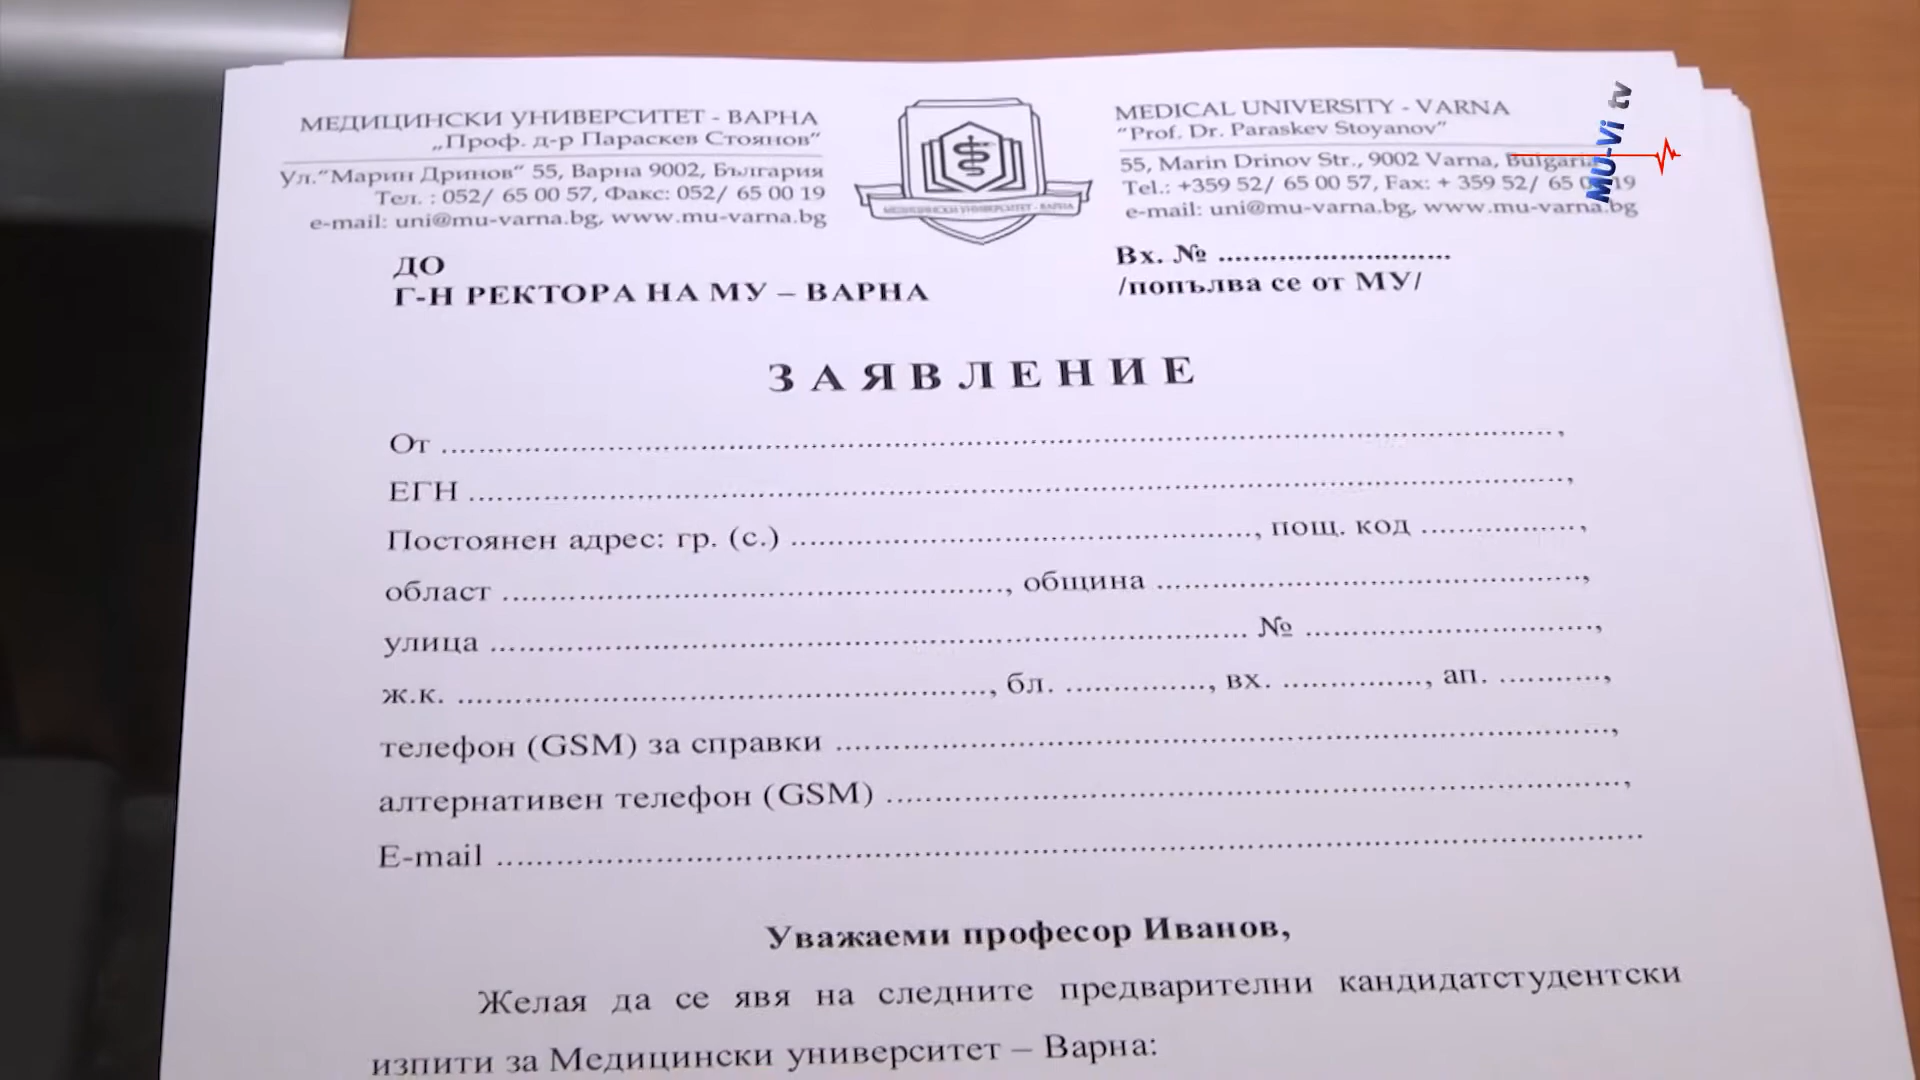 МЕДИЦИНСКИ УНИВЕРСИТЕТ - ВАРНА
„Проф. д-р Параскев Стоянов“
Ул.“Марин Дринов“ 55, Варна 9002, България
Тел. : 052/ 65 00 57, Факс: 052/ 65 00 19
e-mail: uni@mu-varna.bg, www.mu-varna.bg
МЕДИЦИНСКИ УНИВЕРСИТЕТ - ВАРНА
MEDICAL UNIVERSITY - VARNA
“Prof. Dr. Paraskev Stoyanov”
55, Marin Drinov Str., 9002 Varna, Bulgaria
Tel.: +359 52/ 65 00 57, Fax: + 359 52/ 65 00 19
e-mail: uni@mu-varna.bg, www.mu-varna.bg
MU-Vi tv
ДО
Г-Н РЕКТОРА НА МУ – ВАРНА
Вх. № ..........................
/попълва се от МУ/
ЗАЯВЛЕНИЕ
От ....................................................,
ЕГН ....................................................,
Постоянен адрес: гр. (с.) ...................................., пощ. код ..................,
област ...................................., община ....................................,
улица .................................... № ..............................,
ж.к. ...................................., бл. ..............., вх. ..............., ап. ...........,
телефон (GSM) за справки ....................................................,
алтернативен телефон (GSM) ....................................................,
E-mail ....................................................
Уважаеми професор Иванов,
Желая да се явя на следните предварителни кандидатстудентски
изпити за Медицински университет – Варна: